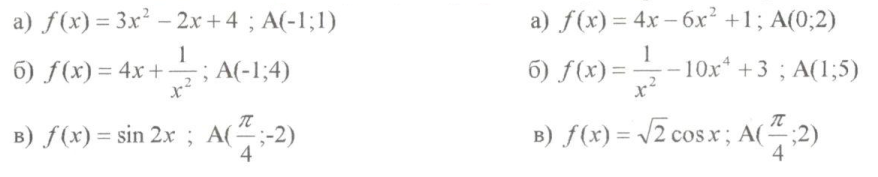 а) f(x) = 3x² – 2x + 4 ; A(-1;1)
б) f(x) = 4x + 1/x² ; A(-1;4)
в) f(x) = sin 2x ; A(π/4;-2)
а) f(x) = 4x – 6x² + 1 ; A(0;2)
б) f(x) = 1/x² – 10x⁴ + 3 ; A(1;5)
в) f(x) = √2 cos x ; A(π/4;2)